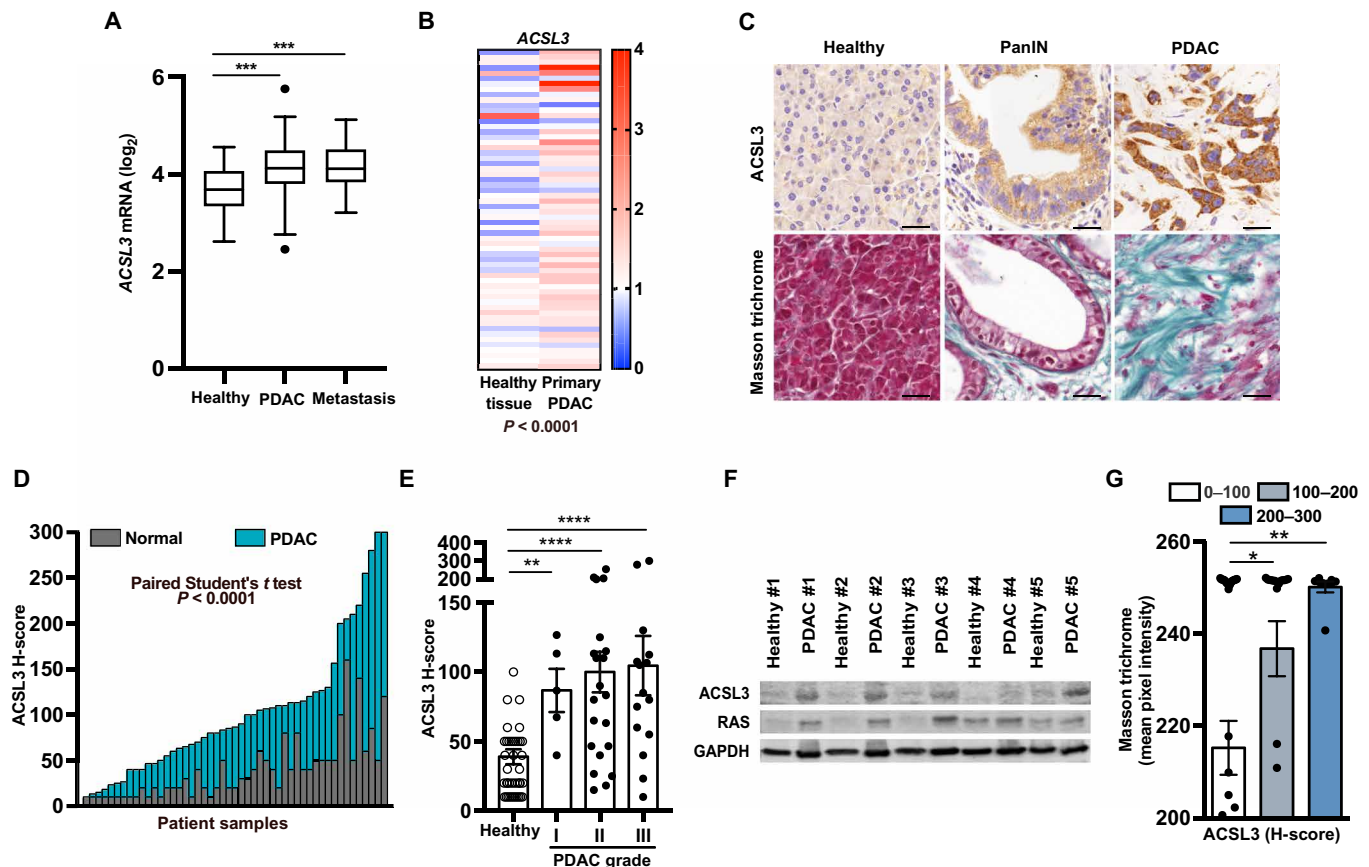 A
***
***
6
4
2
0
ACSL3 mRNA (log2)
Healthy
PDAC
Metastasis
B
ACSL3
4
3
2
1
0
Healthy
tissue
Primary
PDAC
P < 0.0001
C
Healthy
PanIN
PDAC
ACSL3
Masson trichrome
D
Normal
PDAC
Paired Student's t test
P < 0.0001
300
250
200
150
100
50
0
ACSL3 H-score
Patient samples
E
****
****
**
400
300
200
150
100
50
0
ACSL3 H-score
Healthy
I
II
III
PDAC grade
F
Healthy #1
PDAC #1
Healthy #2
PDAC #2
Healthy #3
PDAC #3
Healthy #4
PDAC #4
Healthy #5
PDAC #5
ACSL3
RAS
GAPDH
G
0–100
100–200
200–300
**
*
260
240
220
200
Masson trichrome
(mean pixel intensity)
ACSL3 (H-score)